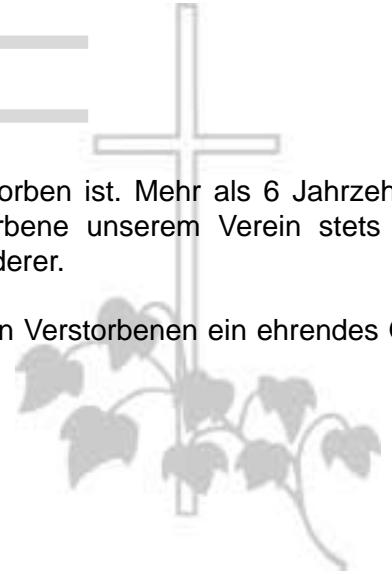 orben ist. Mehr als 6 Jahrzeh
rbene unserem Verein stets
derer.
n Verstorbenen ein ehrendes